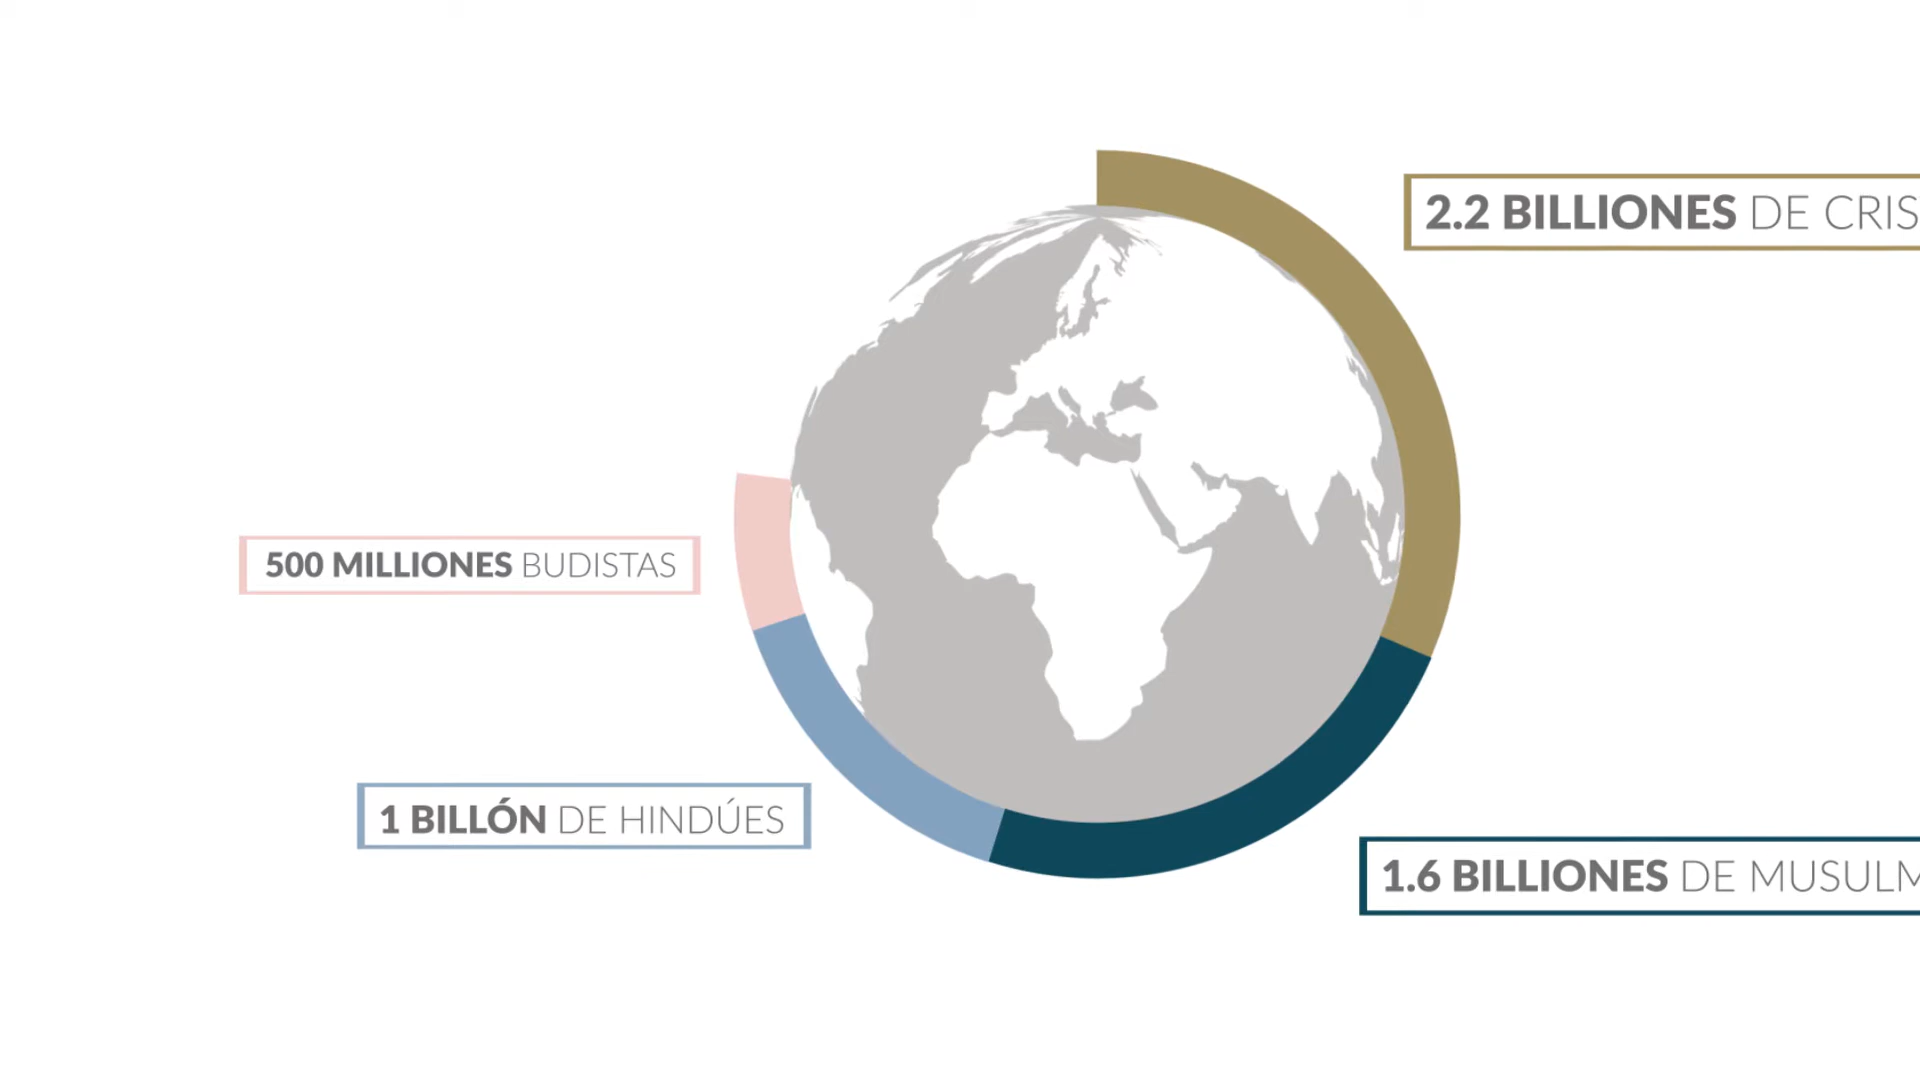 2.2 BILLIONES DE CRIS
500 MILLIONES BUDISTAS
1 BILLÓN DE HINDÚES
1.6 BILLIONES DE MUSULM